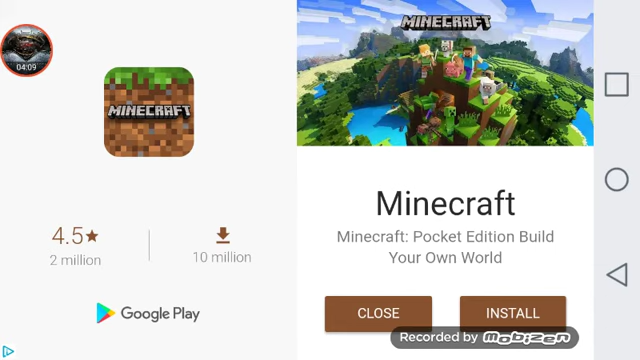 MINECRAFT
04:09
MINECRAFT
4.5★
2 million
10 million
Google Play
Minecraft
Minecraft: Pocket Edition Build
Your Own World
CLOSE
INSTALL
Recorded by mobizen